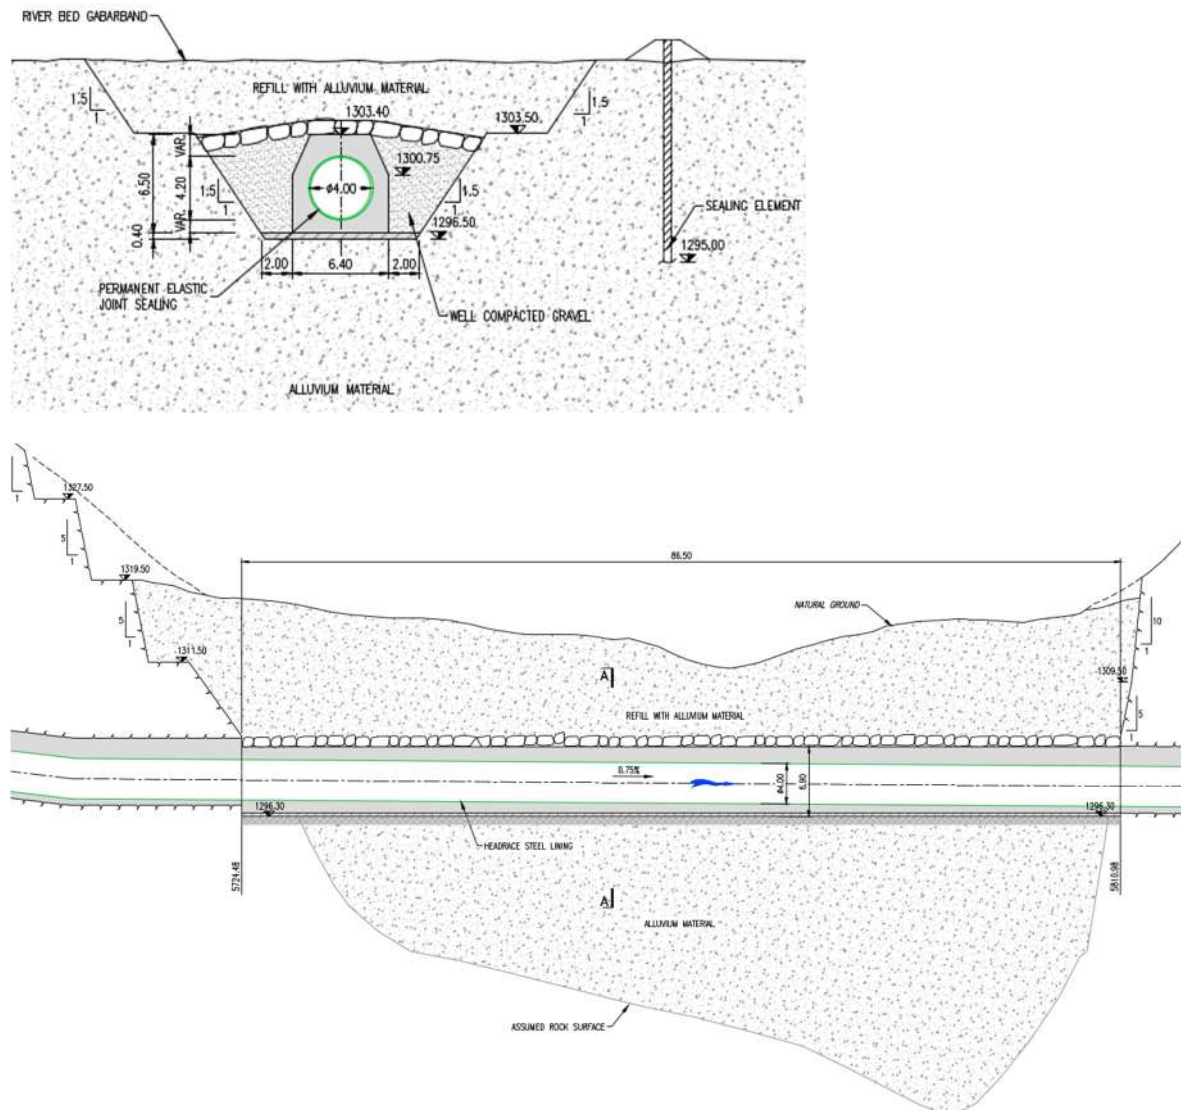 RIVER BED GABARBAND
REFILL WITH ALLUVIUM MATERIAL
1.5
1
1.5
1
1303.40
1303.50
VAR.
6.50
4.20
VAR.
0.40
1.5
1
ø4.00
1300.75
1.5
1
1296.50
2.00
6.40
2.00
SEALING ELEMENT
1295.00
PERMANENT ELASTIC
JOINT SEALING
WELL COMPACTED GRAVEL
ALLUVIUM MATERIAL
1
1327.50
5
1
1319.50
5
1
1311.50
86.50
NATURAL GROUND
10
1
1309.50
5
1
A
REFILL WITH ALLUVIUM MATERIAL
0.75%
ø4.00
6.90
1296.30
1296.30
HEADRACE STEEL LINING
5724.48
5810.98
A
ALLUVIUM MATERIAL
ASSUMED ROCK SURFACE